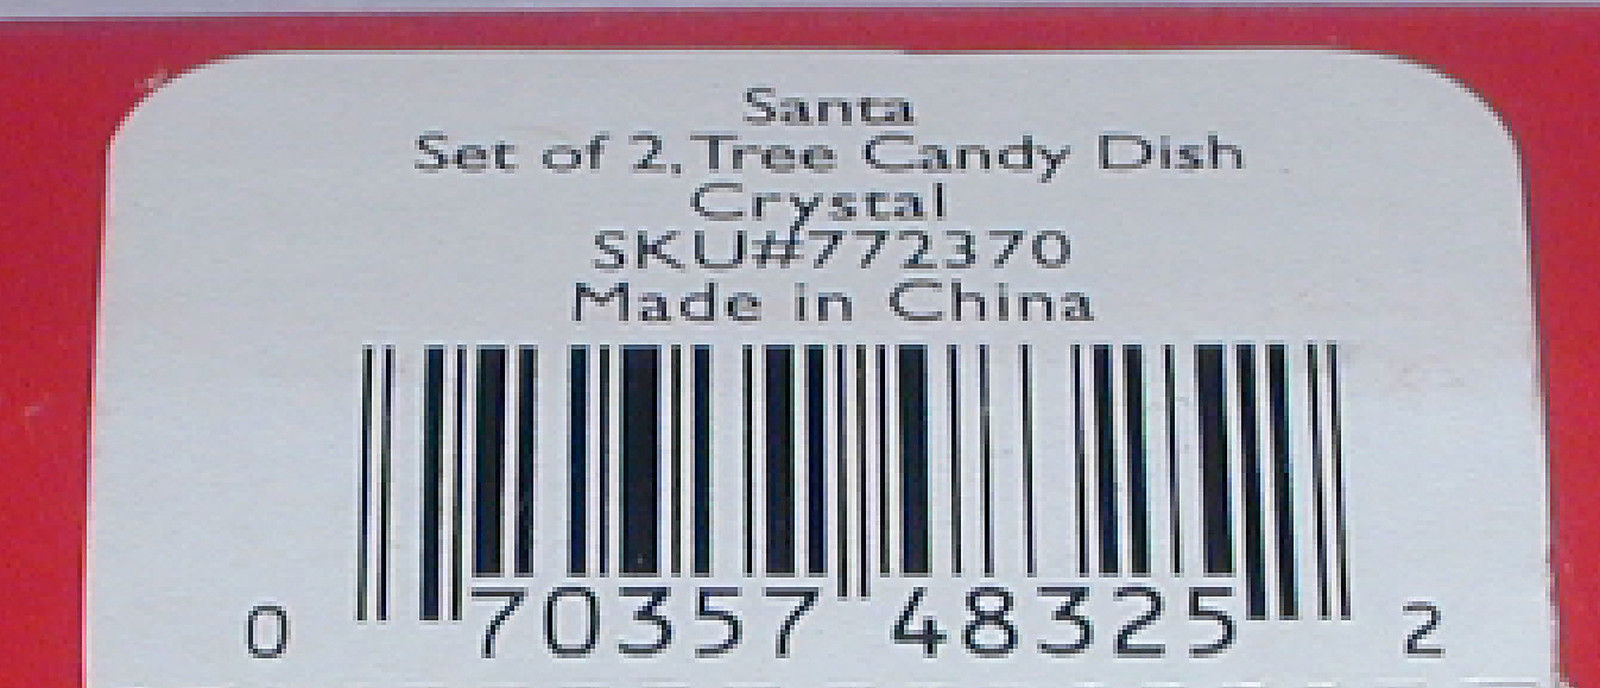 Santa
Set of 2, Tree Candy Dish
Crystal
SKU#772370
Made in China
0 70357 48325 2